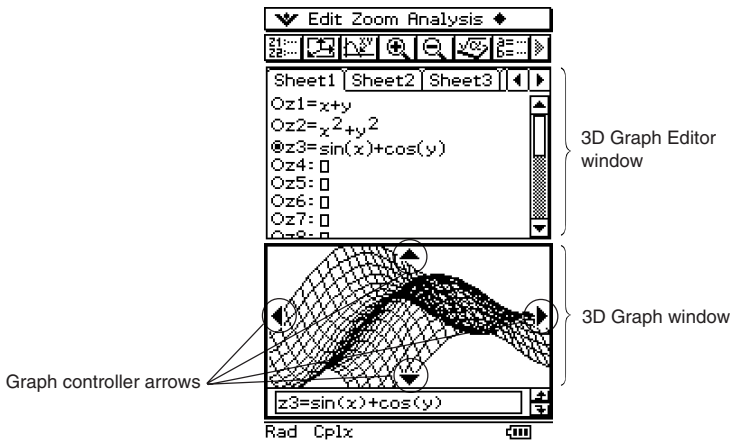 Edit Zoom Analysis
Sheet1 Sheet2 Sheet3
z1=x+y
z2=x²+y²
z3=sin(x)+cos(y)
z4:
z5:
z6:
z7:
z8:
3D Graph Editor
window
3D Graph window
Graph controller arrows
z3=sin(x)+cos(y)
Rad Cplx